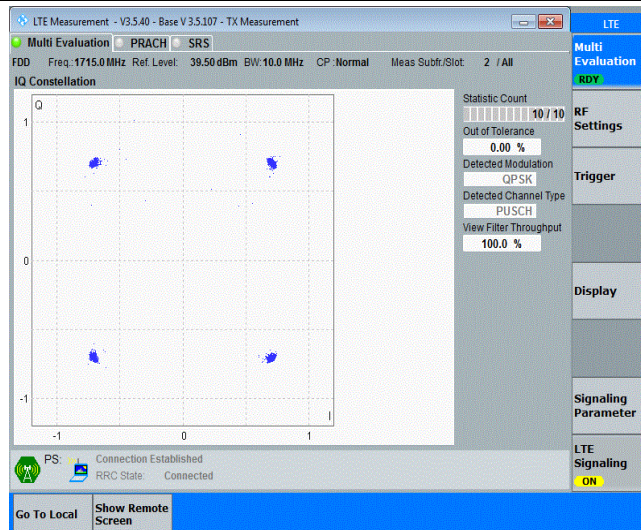 LTE Measurement - V3.5.40 - Base V 3.5.107 - TX Measurement
LTE
Multi Evaluation PRACH SRS
Multi
Evaluation
RDY
FDD Freq.:1715.0 MHz Ref. Level: 39.50 dBm BW:10.0 MHz CP :Normal Meas Subfr./Slot: 2 / All
IQ Constellation
Q
1
0
-1
-1 0 1
I
Statistic Count
10 / 10
Out of Tolerance
0.00 %
Detected Modulation
QPSK
Detected Channel Type
PUSCH
View Filter Throughput
100.0 %
RF
Settings
Trigger
Display
Signaling
Parameter
LTE
Signaling
ON
PS: Connection Established
RRC State: Connected
Go To Local
Show Remote
Screen